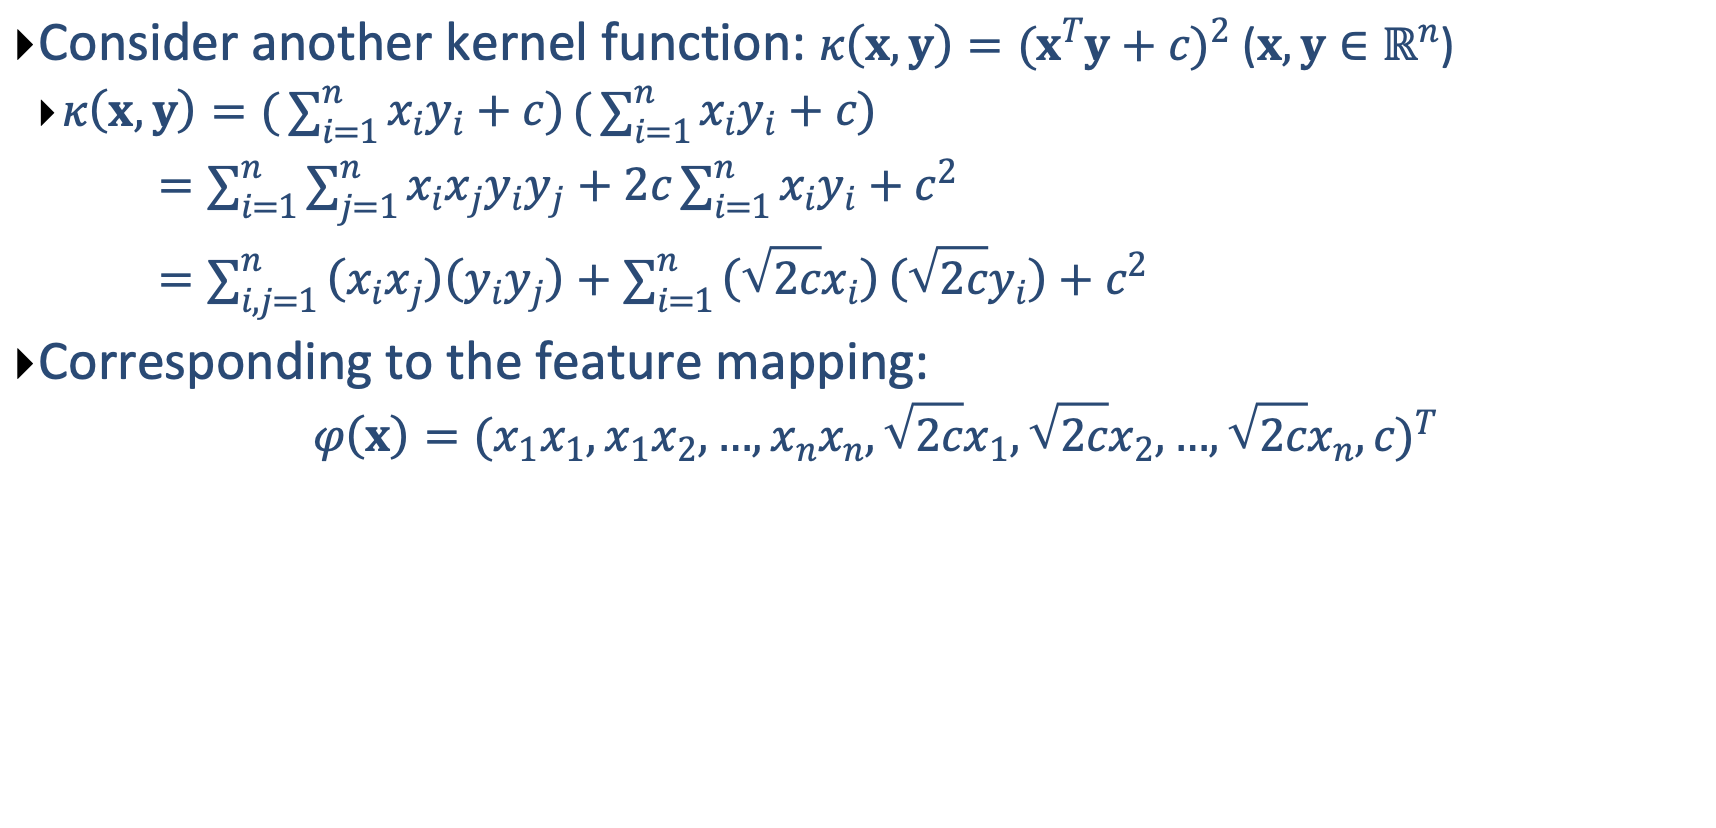 Consider another kernel function: κ(𝐱, 𝐲) = (𝐱ᵀ𝐲 + c)² (𝐱, 𝐲 ∈ ℝⁿ)
κ(𝐱, 𝐲) = (∑ⁿᵢ₌₁ xᵢyᵢ + c) (∑ⁿᵢ₌₁ xᵢyᵢ + c)
= ∑ⁿᵢ₌₁ ∑ⁿⱼ₌₁ xᵢxⱼyᵢyⱼ + 2c ∑ⁿᵢ₌₁ xᵢyᵢ + c²
= ∑ⁿᵢ,ⱼ₌₁ (xᵢxⱼ)(yᵢyⱼ) + ∑ⁿᵢ₌₁ (√(2c)xᵢ) (√(2c)yᵢ) + c²
Corresponding to the feature mapping:
φ(𝐱) = (x₁x₁, x₁x₂, …, xₙxₙ, √(2c)x₁, √(2c)x₂, …, √(2c)xₙ, c)ᵀ